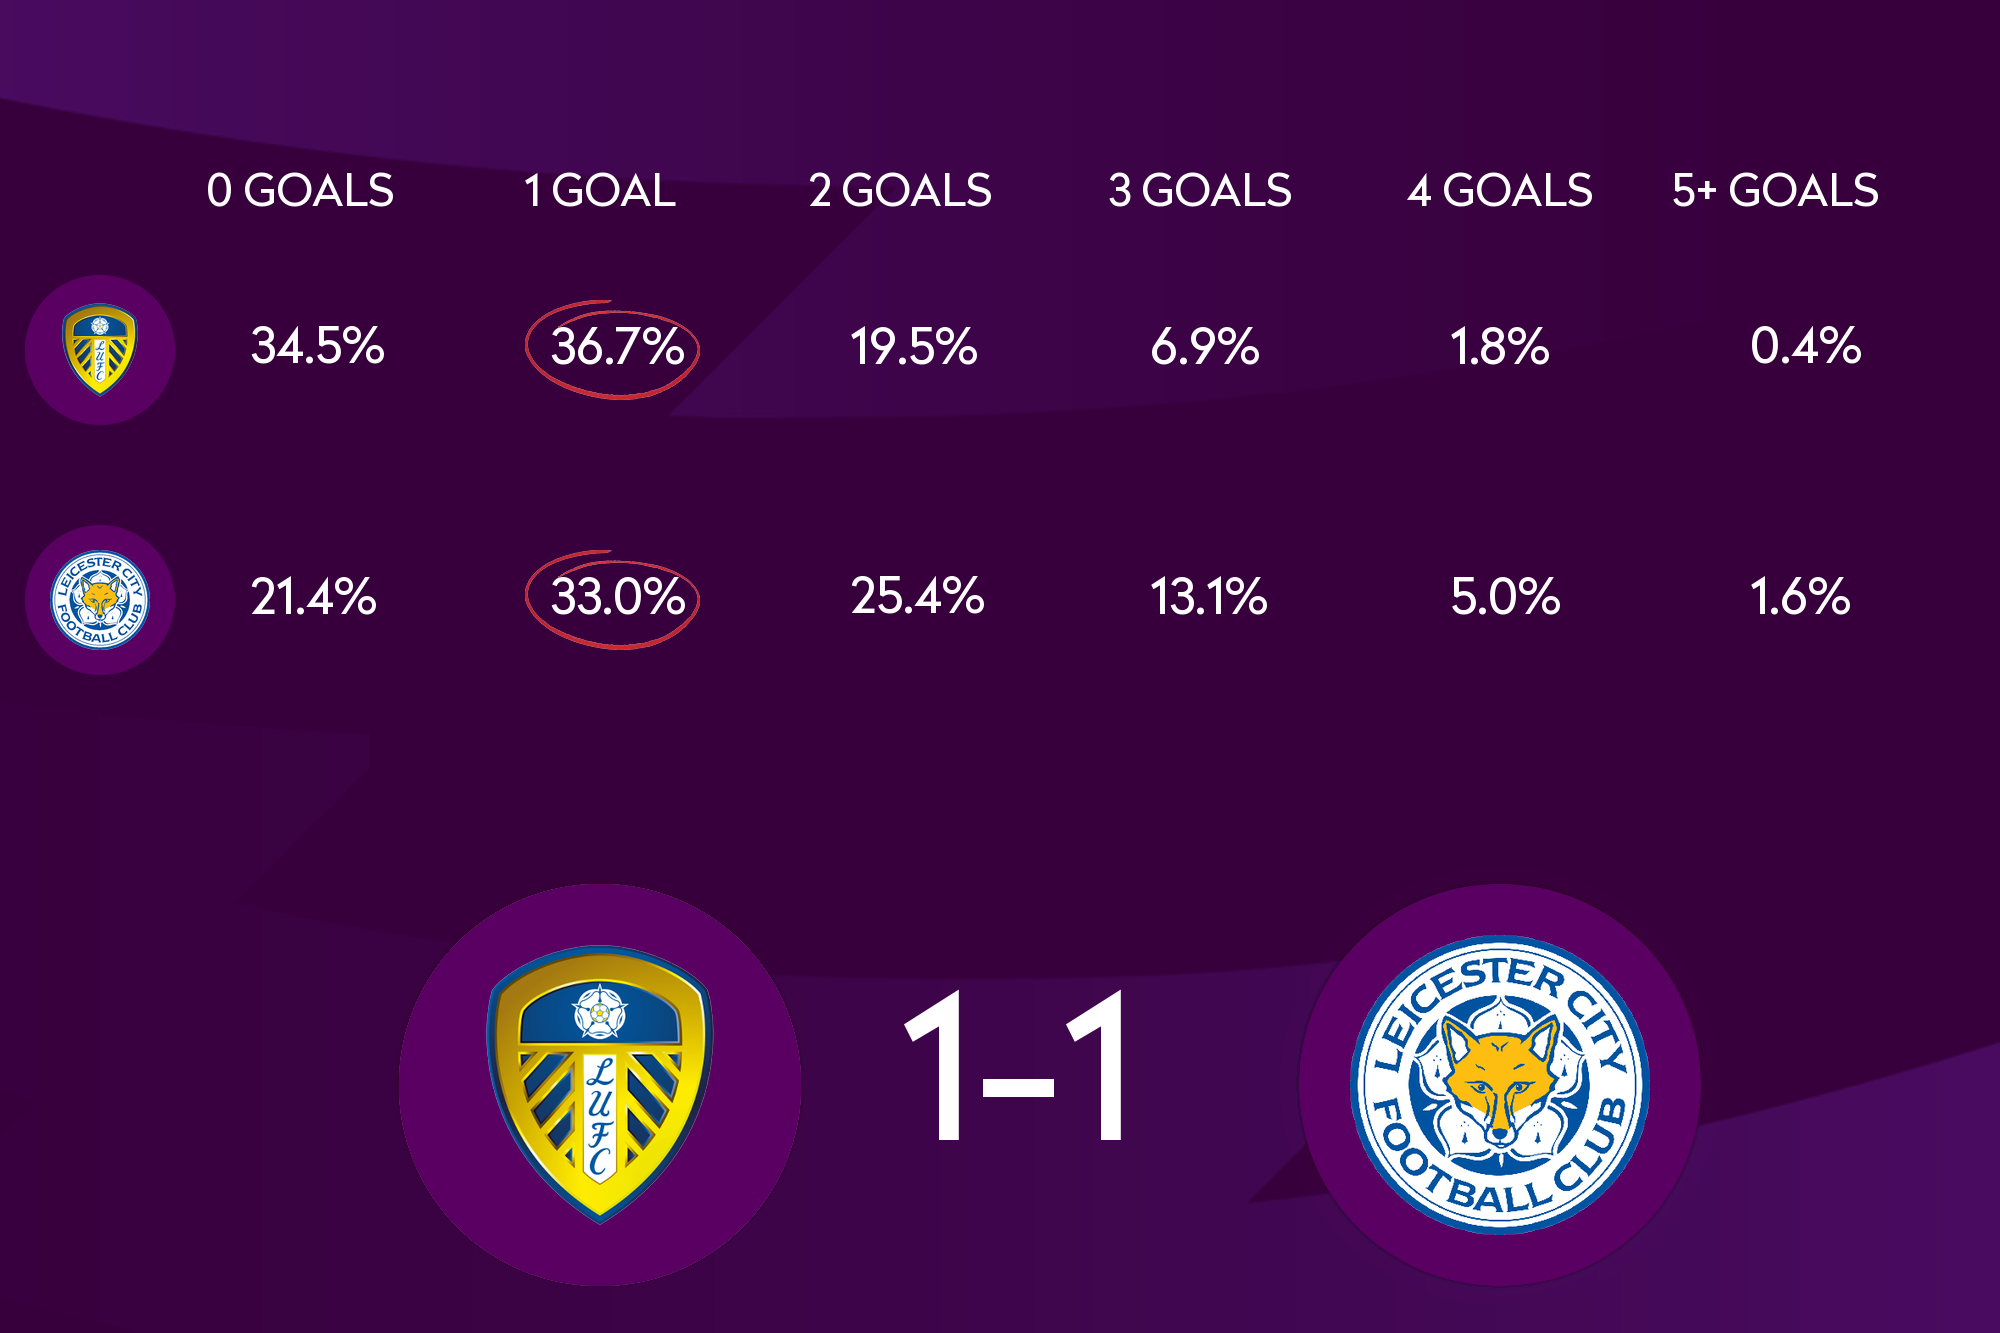 0 GOALS 1 GOAL 2 GOALS 3 GOALS 4 GOALS 5+ GOALS
LUFC 34.5% 36.7% 19.5% 6.9% 1.8% 0.4%
LEICESTER CITY FOOTBALL CLUB 21.4% 33.0% 25.4% 13.1% 5.0% 1.6%
LUFC 1-1 LEICESTER CITY FOOTBALL CLUB